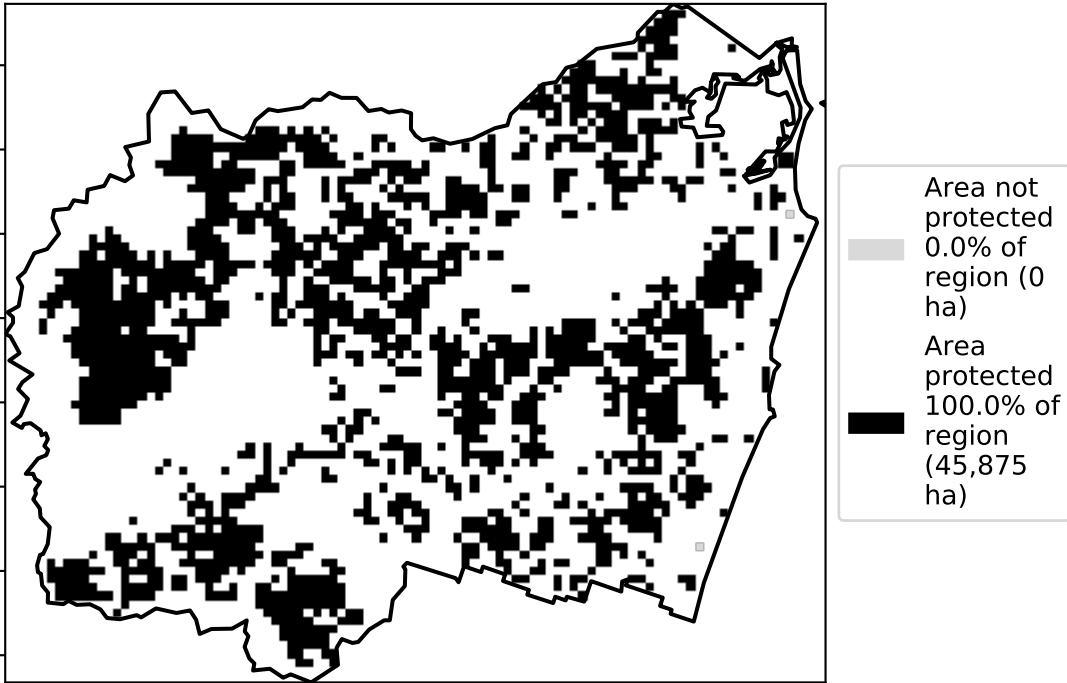 Area not
protected
0.0% of
region (0
ha)
Area
protected
100.0% of
region
(45,875
ha)